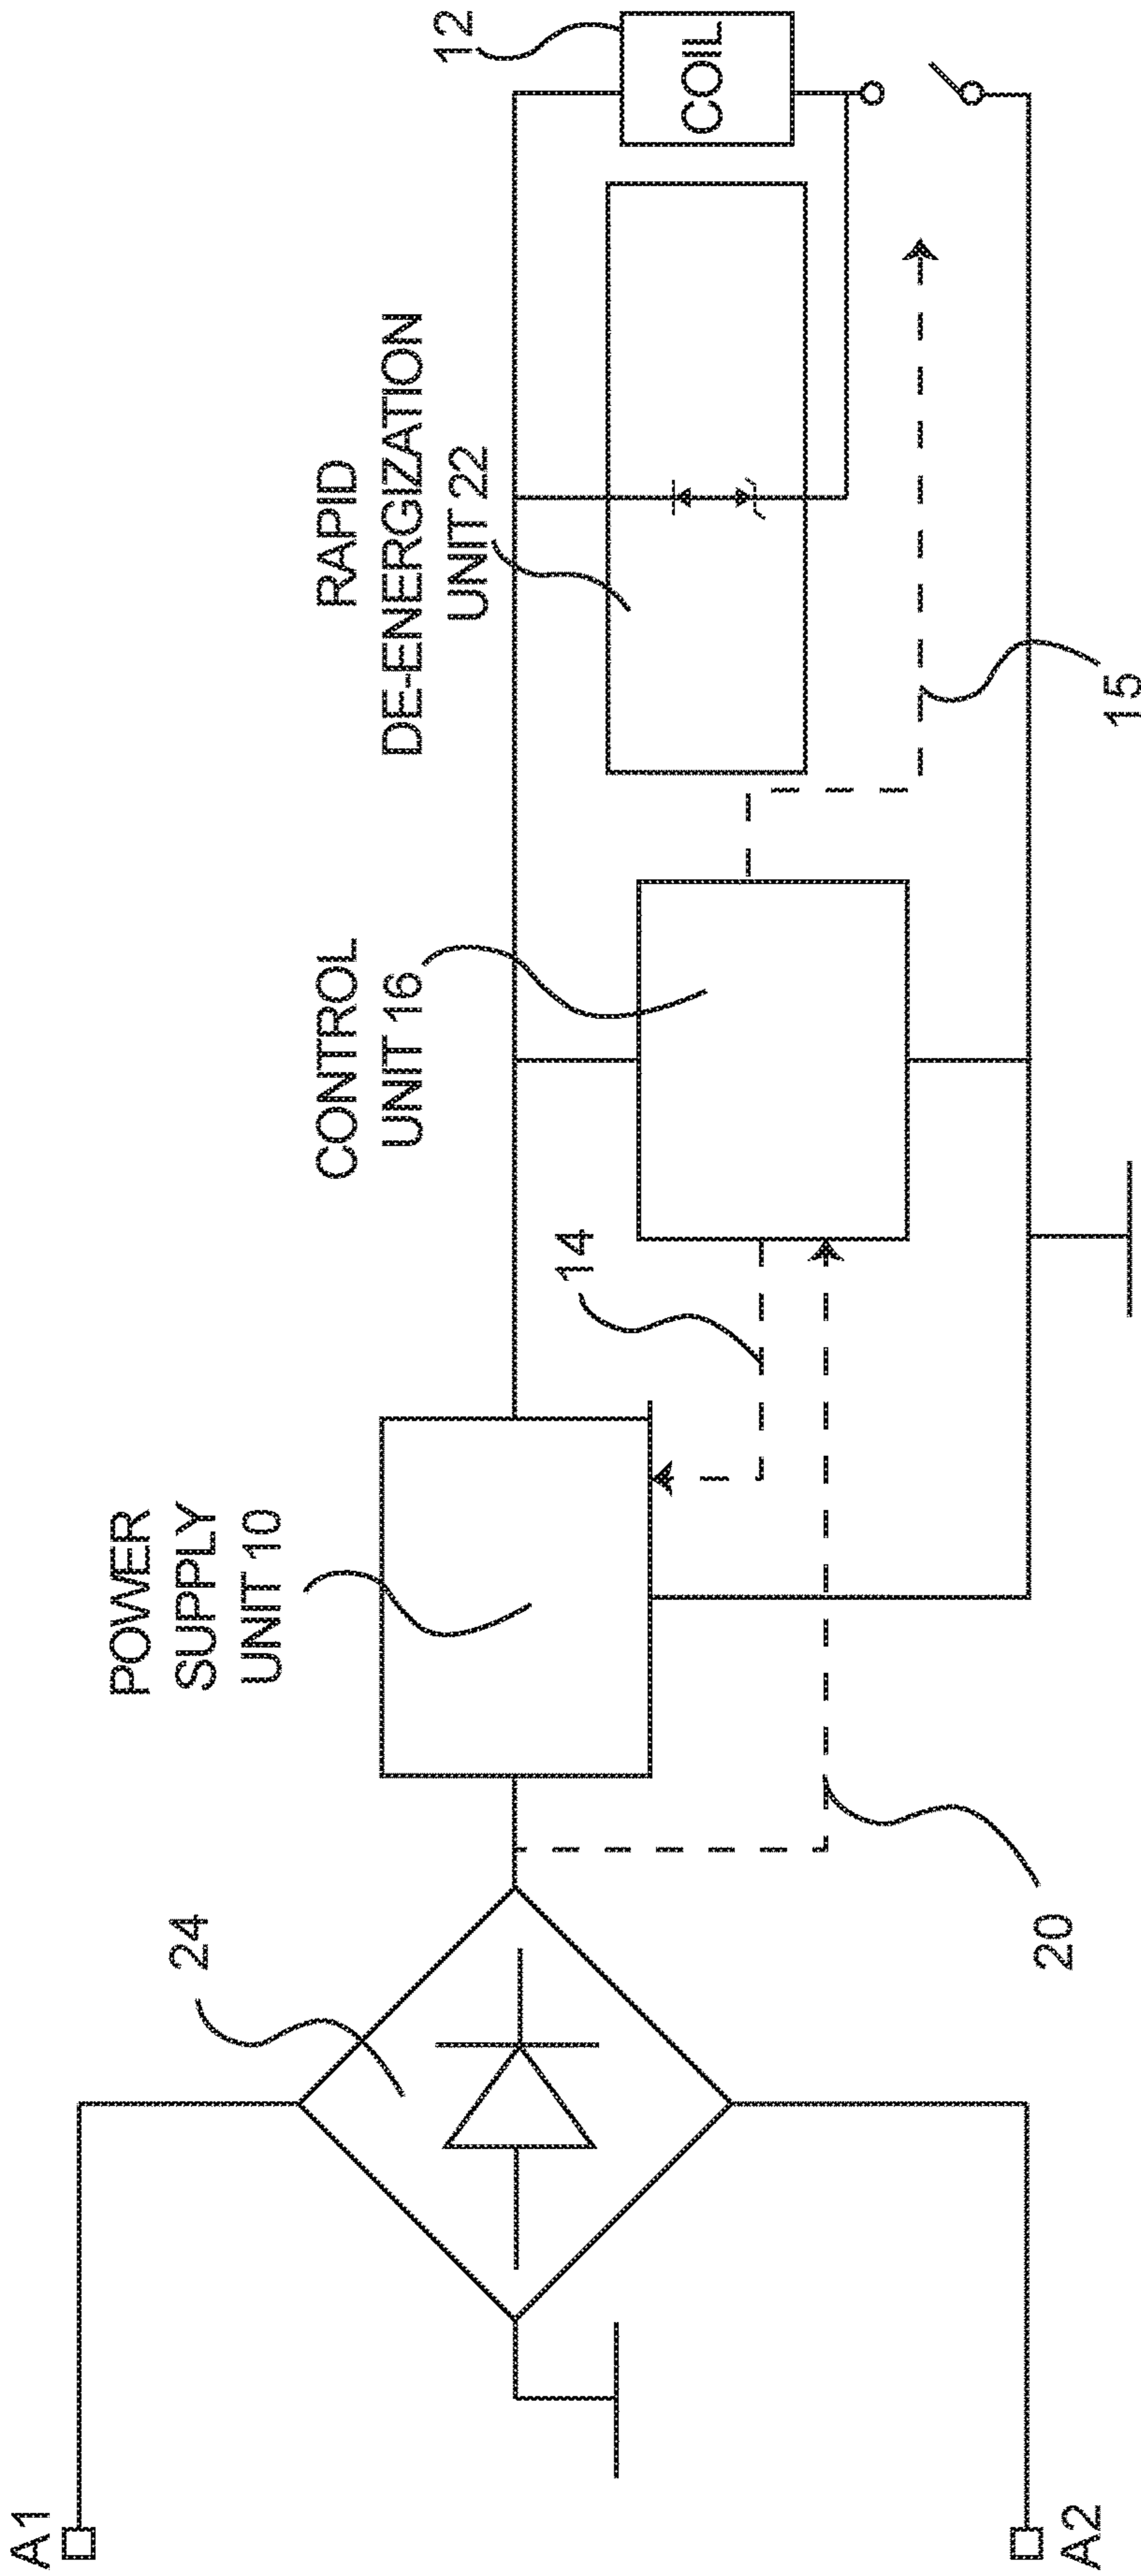 A1
A2
24
20
POWER
SUPPLY
UNIT 10
14
CONTROL
UNIT 16
RAPID
DE-ENERGIZATION
UNIT 22
15
12
COIL